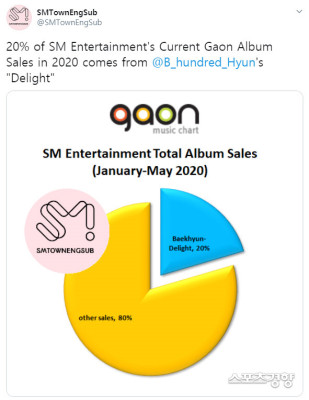 SMTownEngSub
@SMTownEngSub
20% of SM Entertainment's Current Gaon Album
Sales in 2020 comes from @B_hundred_Hyun's
"Delight"
gaon
music chart
SM Entertainment Total Album Sales
(January-May 2020)
SM!
SMTOWNENGSUB
Baekhyun-
Delight, 20%
other sales, 80%
스포츠경향